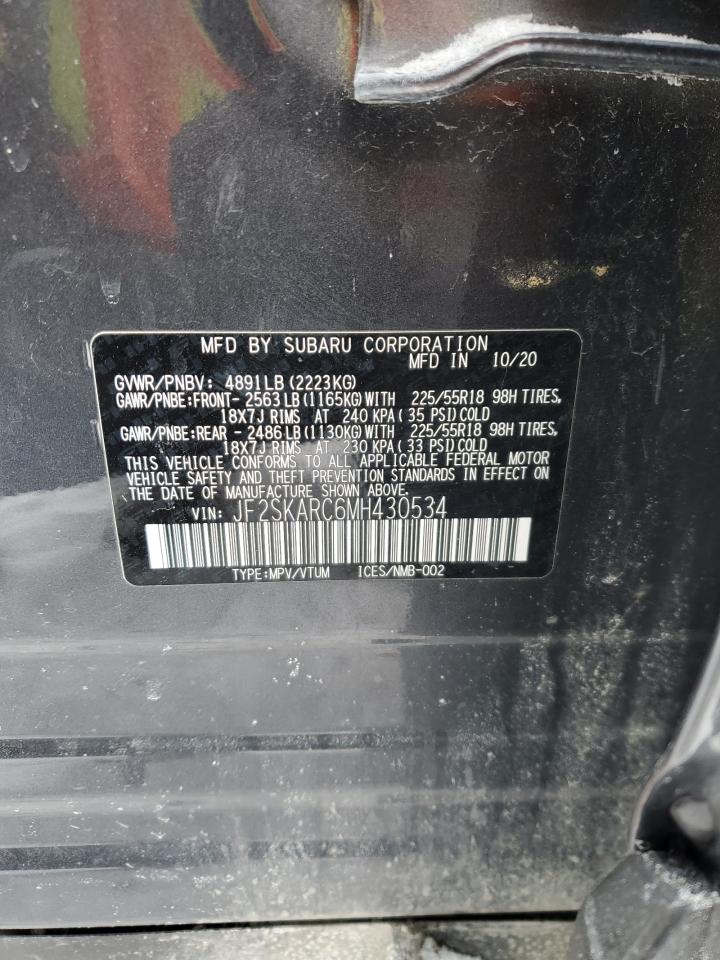 MFD BY SUBARU CORPORATION
MFD IN 10/20
GVWR/PNBV: 4891LB (2223KG)
GAWR/PNBE:FRONT- 2563LB (1165KG)WITH 225/55R18 98H TIRES,
18X7J RIMS AT 240 KPA( 35 PSI)COLD
GAWR/PNBE:REAR - 2486LB (1130KG)WITH 225/55R18 98H TIRES,
18X7J RIMS AT 230 KPA( 33 PSI)COLD
THIS VEHICLE CONFORMS TO ALL APPLICABLE FEDERAL MOTOR
VEHICLE SAFETY AND THEFT PREVENTION STANDARDS IN EFFECT ON
THE DATE OF MANUFACTURE SHOWN ABOVE.
VIN: JF2SKARC6MH430534
TYPE:MPV/VTUM ICES/NMB-002